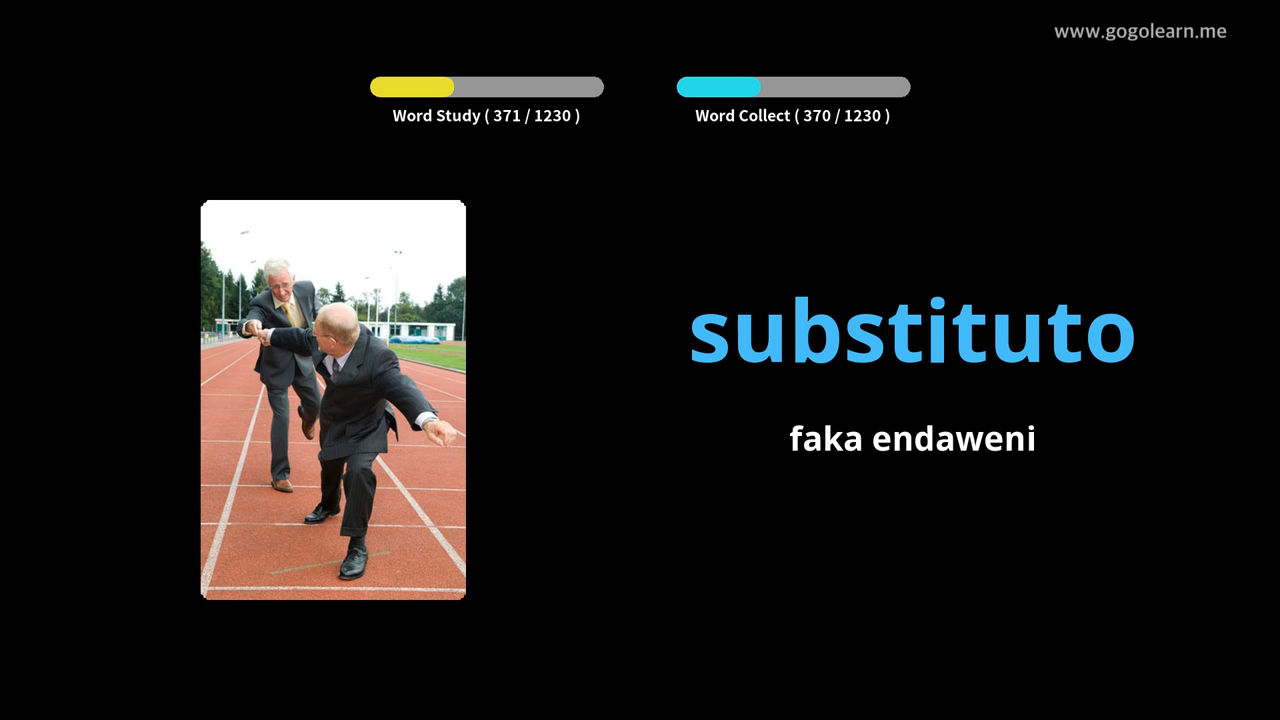 www.gogolearn.me
Word Study ( 371 / 1230 )
Word Collect ( 370 / 1230 )
substituto
faka endaweni